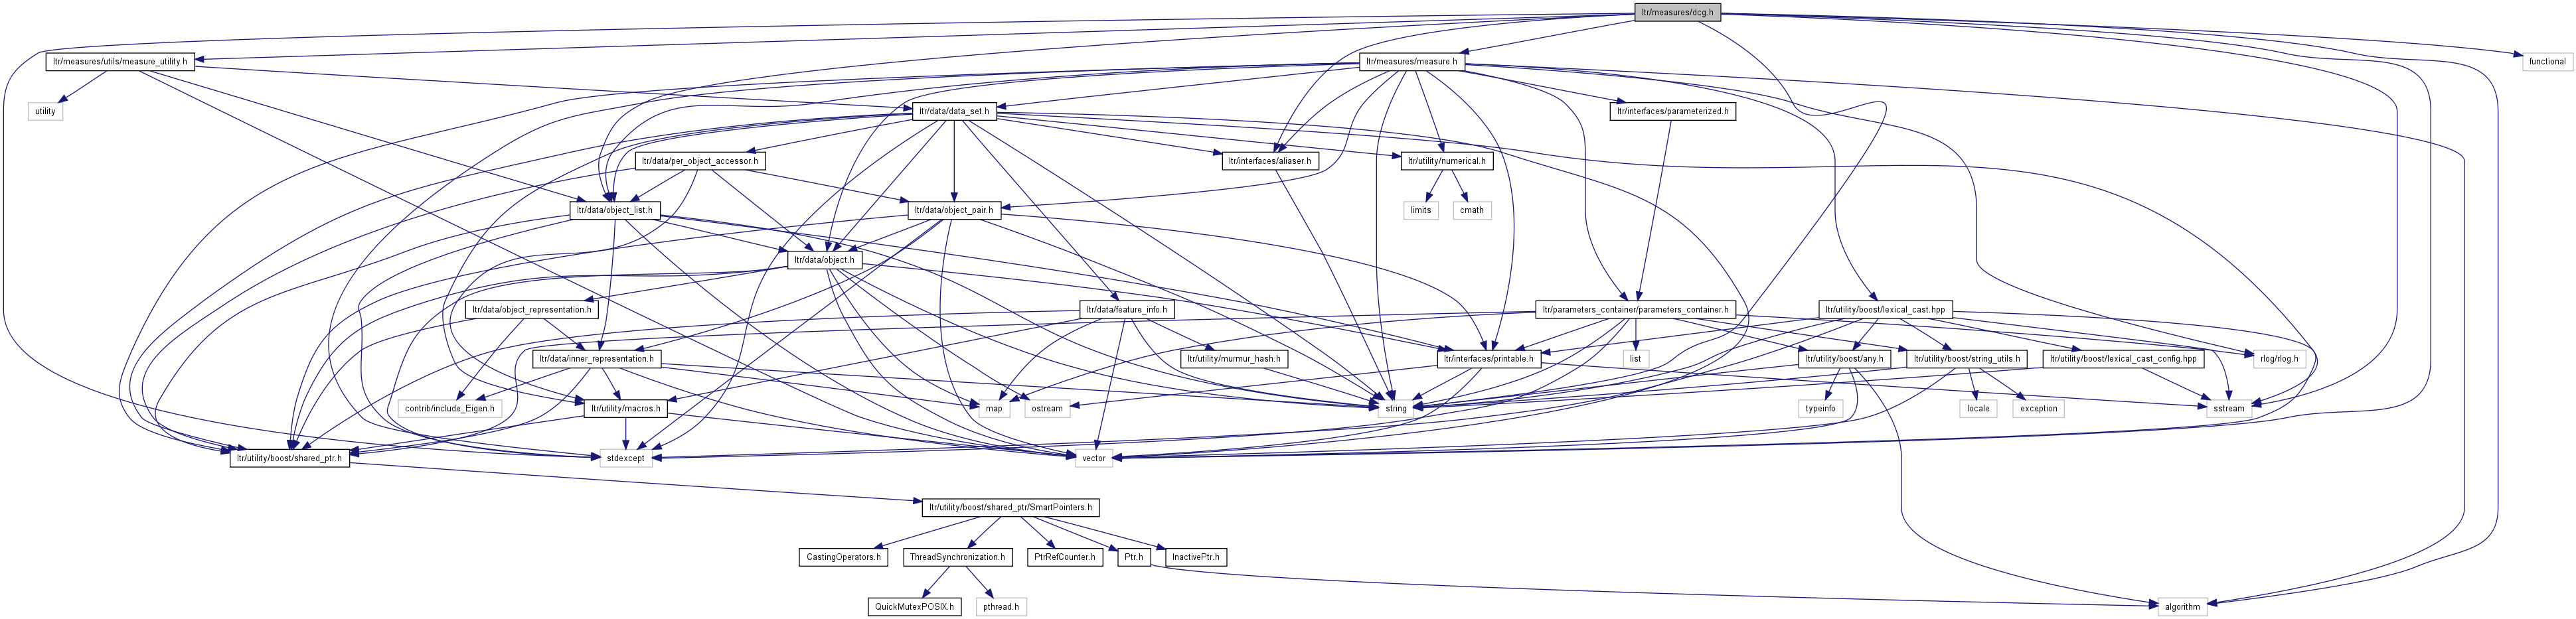 ltr/measures/dcg.h
ltr/measures/utils/measure_utility.h
ltr/measures/measure.h
functional
utility
ltr/data/data_set.h
ltr/interfaces/parameterized.h
ltr/data/per_object_accessor.h
ltr/interfaces/aliaser.h
ltr/utility/numerical.h
ltr/data/object_list.h
ltr/data/object_pair.h
limits
cmath
ltr/data/object.h
ltr/data/object_representation.h
ltr/data/feature_info.h
ltr/parameters_container/parameters_container.h
ltr/utility/boost/lexical_cast.hpp
ltr/data/inner_representation.h
ltr/utility/murmur_hash.h
ltr/interfaces/printable.h
list
ltr/utility/boost/any.h
ltr/utility/boost/string_utils.h
ltr/utility/boost/lexical_cast_config.hpp
rlog/rlog.h
contrib/include_Eigen.h
ltr/utility/macros.h
map
ostream
string
typeinfo
locale
exception
sstream
ltr/utility/boost/shared_ptr.h
stdexcept
vector
ltr/utility/boost/shared_ptr/SmartPointers.h
CastingOperators.h
ThreadSynchronization.h
PtrRefCounter.h
Ptr.h
InactivePtr.h
QuickMutexPOSIX.h
pthread.h
algorithm